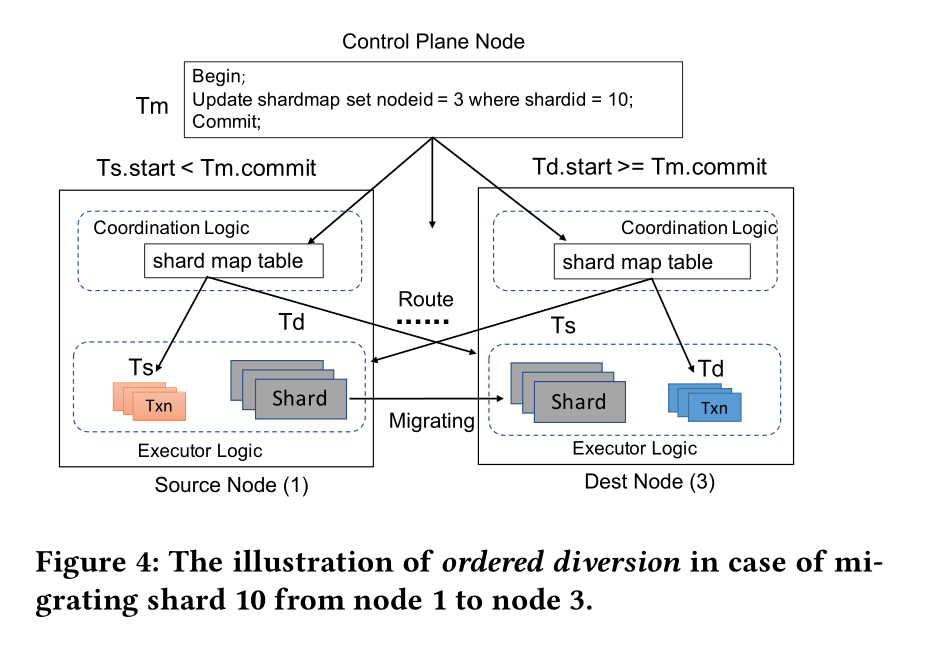 Control Plane Node
Tm
Begin;
Update shardmap set nodeid = 3 where shardid = 10;
Commit;
Ts.start < Tm.commit
Td.start >= Tm.commit
Coordination Logic
shard map table
Coordination Logic
shard map table
Route
......
Td
Ts
Ts
Txn
Shard
Migrating
Shard
Td
Txn
Executor Logic
Executor Logic
Source Node (1)
Dest Node (3)
Figure 4: The illustration of ordered diversion in case of mi-
grating shard 10 from node 1 to node 3.